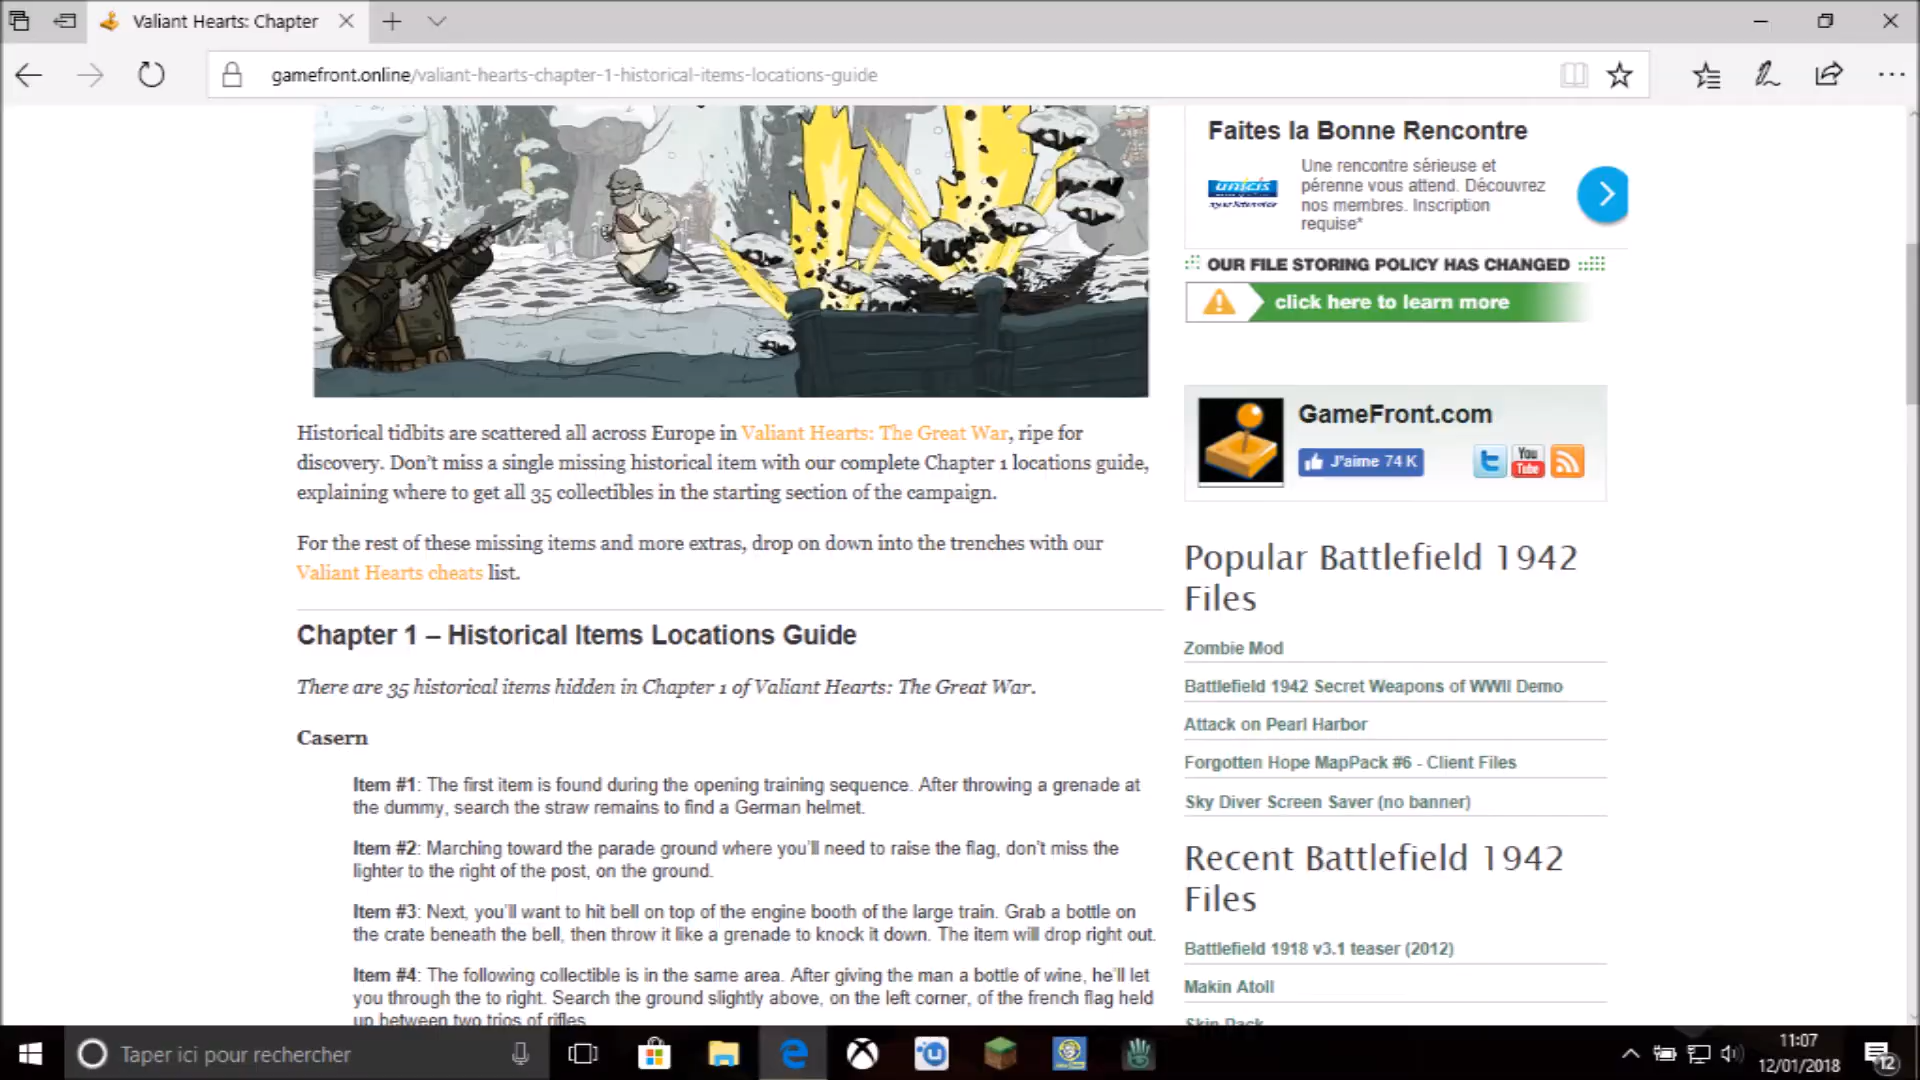 Valiant Hearts: Chapter
gamefront.online/valiant-hearts-chapter-1-historical-items-locations-guide
Historical tidbits are scattered all across Europe in Valiant Hearts: The Great War, ripe for
discovery. Don't miss a single missing historical item with our complete Chapter 1 locations guide,
explaining where to get all 35 collectibles in the starting section of the campaign.
For the rest of these missing items and more extras, drop on down into the trenches with our
Valiant Hearts cheats list.
Chapter 1 – Historical Items Locations Guide
There are 35 historical items hidden in Chapter 1 of Valiant Hearts: The Great War.
Casern
Item #1: The first item is found during the opening training sequence. After throwing a grenade at
the dummy, search the straw remains to find a German helmet.
Item #2: Marching toward the parade ground where you'll need to raise the flag, don't miss the
lighter to the right of the post, on the ground.
Item #3: Next, you'll want to hit bell on top of the engine booth of the large train. Grab a bottle on
the crate beneath the bell, then throw it like a grenade to knock it down. The item will drop right out.
Item #4: The following collectible is in the same area. After giving the man a bottle of wine, he'll let
you through the to right. Search the ground slightly above, on the left corner, of the french flag held
up between two trios of rifles
Faites la Bonne Rencontre
unicis
Une rencontre sérieuse et
pérenne vous attend. Découvrez
nos membres. Inscription
requise*
OUR FILE STORING POLICY HAS CHANGED
click here to learn more
GameFront.com
J'aime 74 K
You
Tube
Popular Battlefield 1942
Files
Zombie Mod
Battlefield 1942 Secret Weapons of WWII Demo
Attack on Pearl Harbor
Forgotten Hope MapPack #6 - Client Files
Sky Diver Screen Saver (no banner)
Recent Battlefield 1942
Files
Battlefield 1918 v3.1 teaser (2012)
Makin Atoll
Skin Pack
Taper ici pour rechercher
11:07
12/01/2018
12